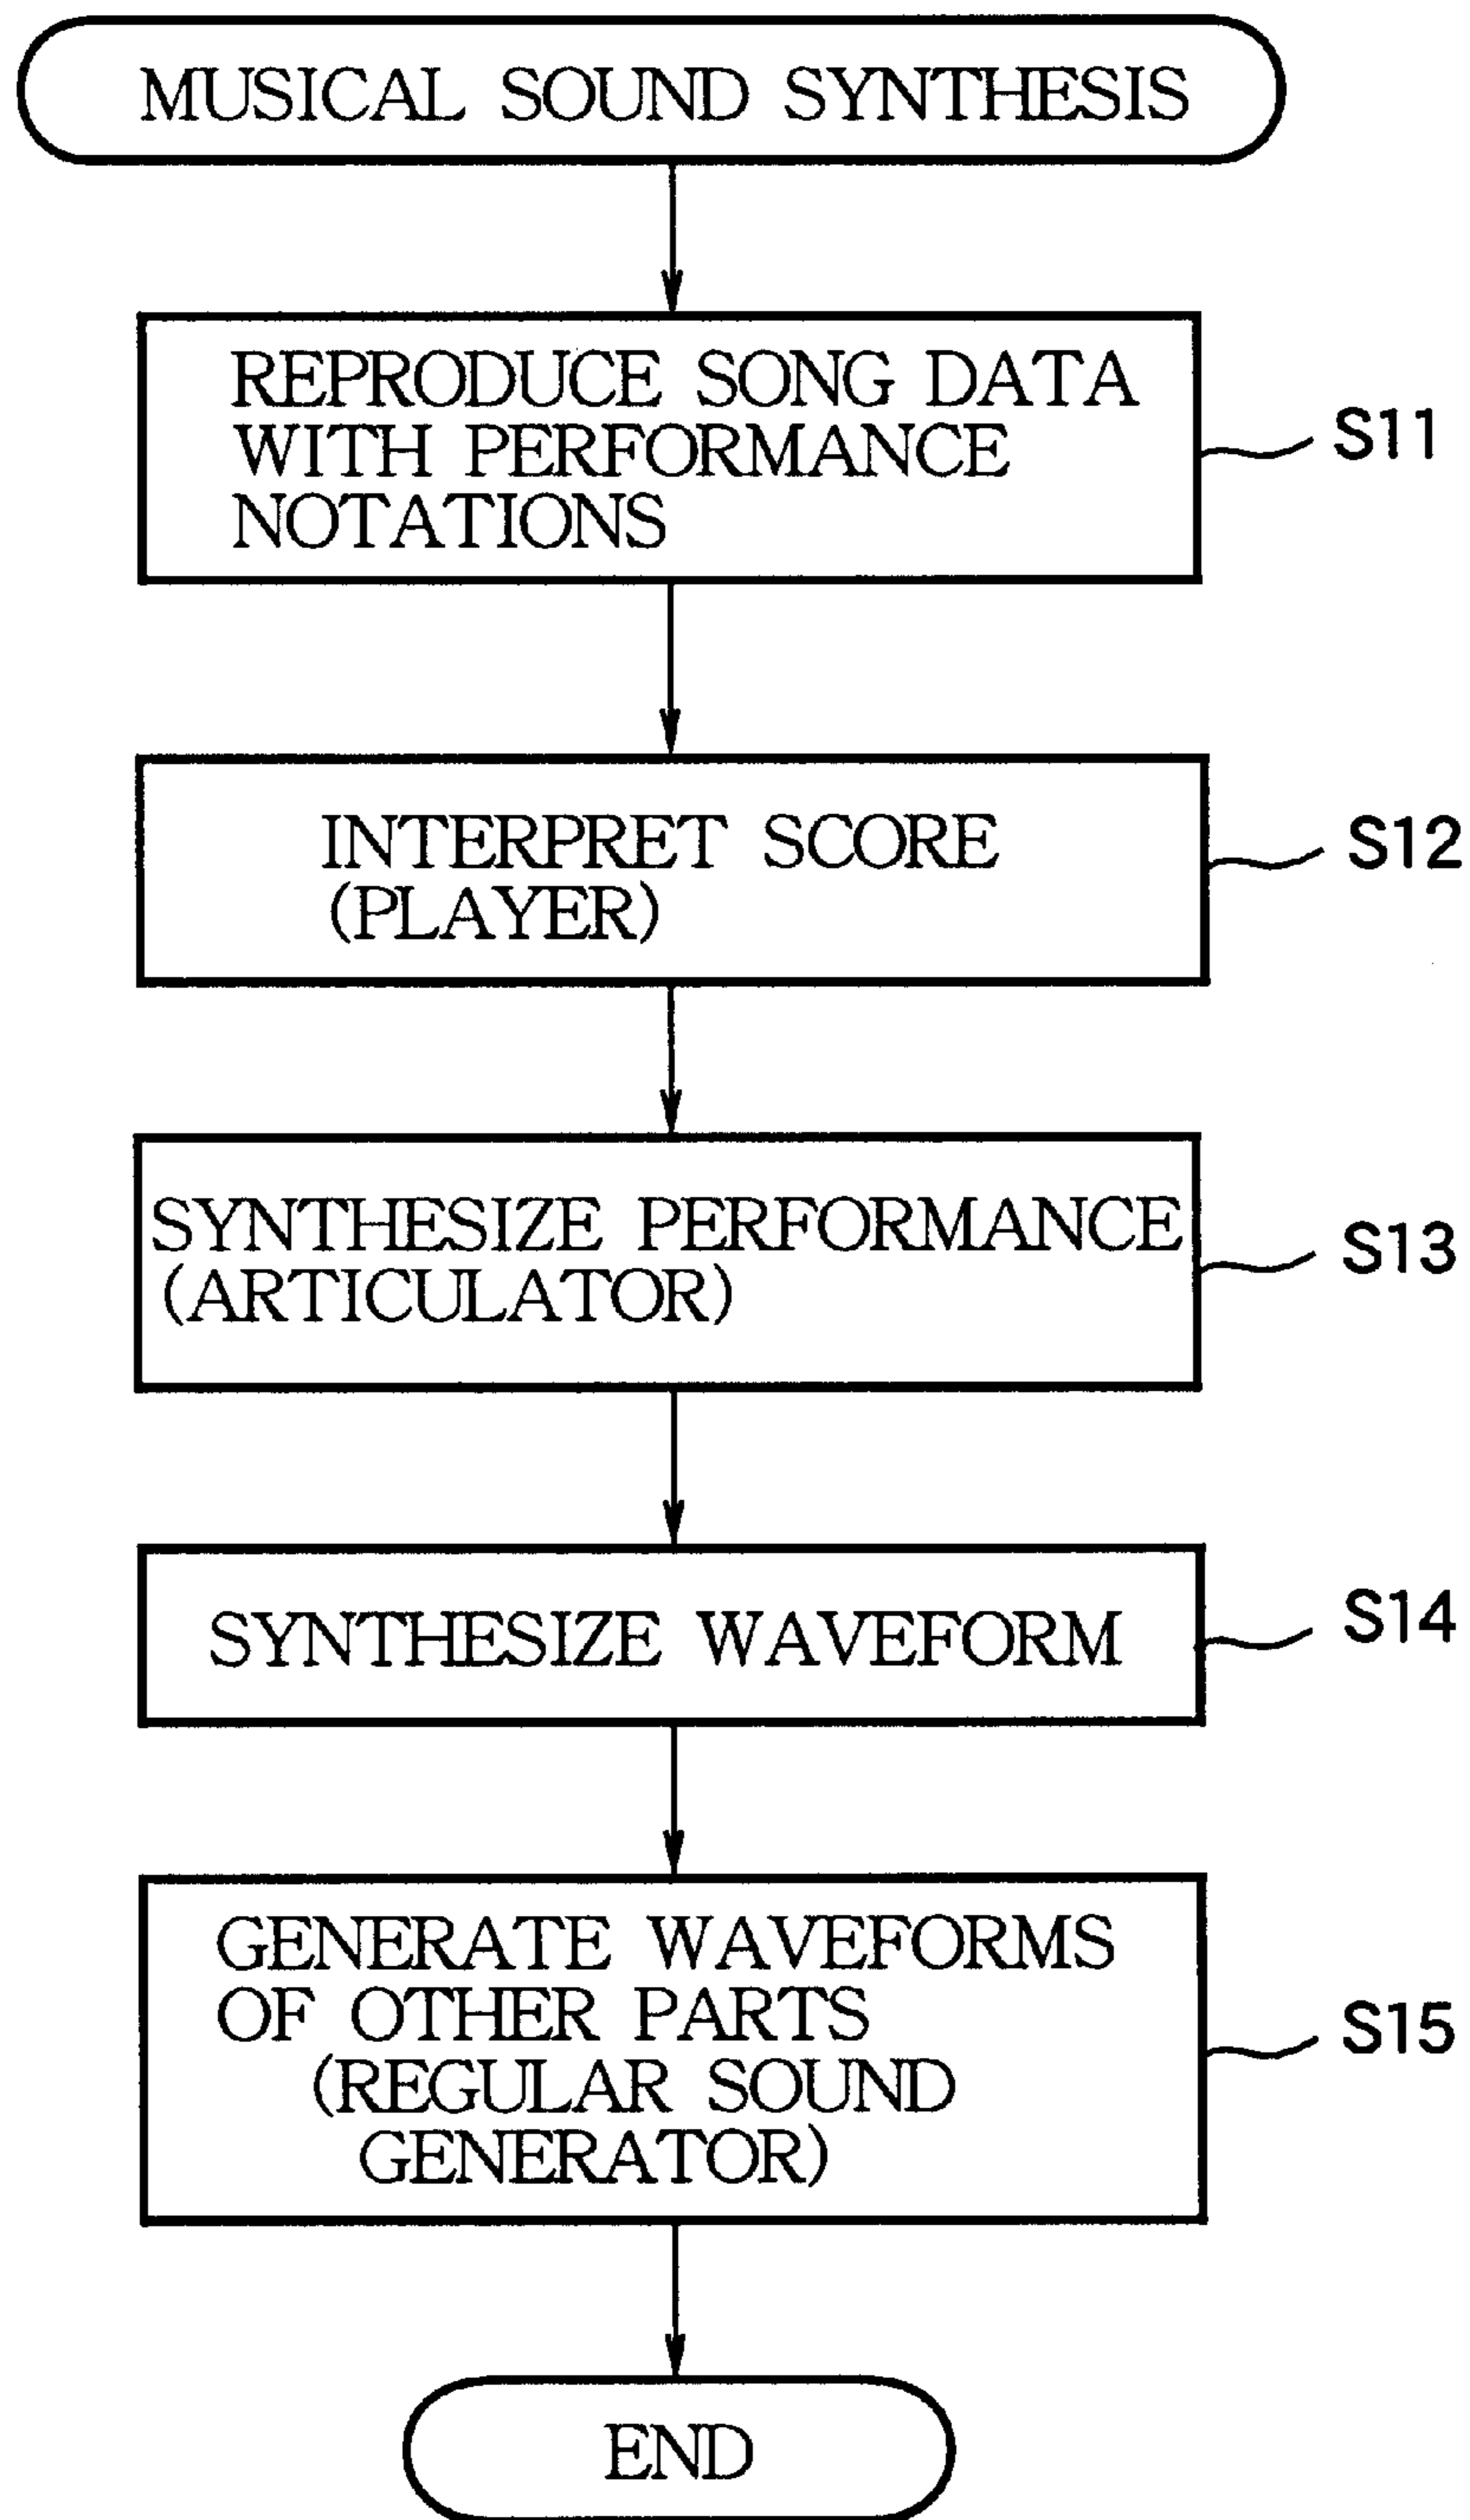 MUSICAL SOUND SYNTHESIS
REPRODUCE SONG DATA
WITH PERFORMANCE
NOTATIONS
S11
INTERPRET SCORE
(PLAYER)
S12
SYNTHESIZE PERFORMANCE
(ARTICULATOR)
S13
SYNTHESIZE WAVEFORM
S14
GENERATE WAVEFORMS
OF OTHER PARTS
(REGULAR SOUND
GENERATOR)
S15
END